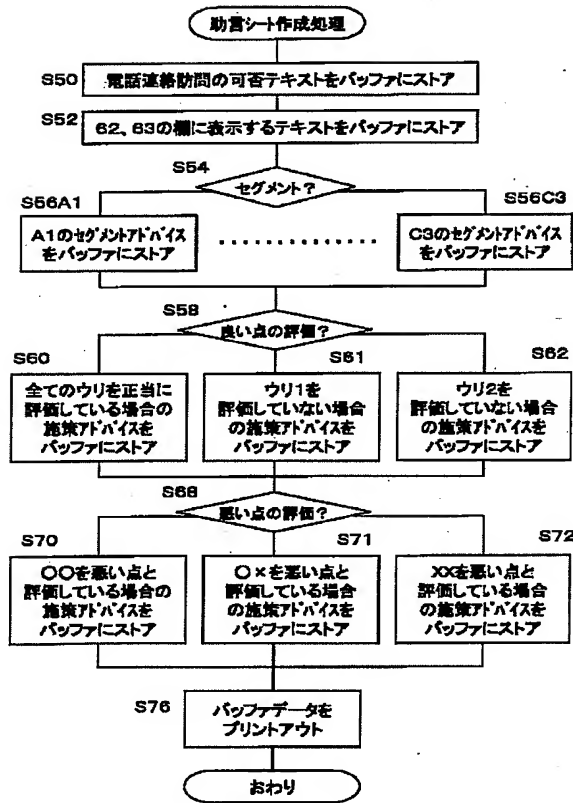 助言シート作成処理
S50
電話連絡訪問の可否テキストをバッファにストア
S52
62、63の欄に表示するテキストをバッファにストア
S54
セグメント?
S56A1
A1のセグメントアドバイス
をバッファにストア
S56C3
C3のセグメントアドバイス
をバッファにストア
S58
良い点の評価?
S60
全てのウリを正当に
評価している場合の
施策アドバイスを
バッファにストア
S61
ウリ1を
評価していない場合
の施策アドバイスを
バッファにストア
S62
ウリ2を
評価していない場合
の施策アドバイスを
バッファにストア
S68
悪い点の評価?
S70
○○を悪い点と
評価している場合の
施策アドバイスを
バッファにストア
S71
○×を悪い点と
評価している場合
の施策アドバイスを
バッファにストア
S72
××を悪い点と
評価している場合
の施策アドバイスを
バッファにストア
S76
バッファデータを
プリントアウト
おわり